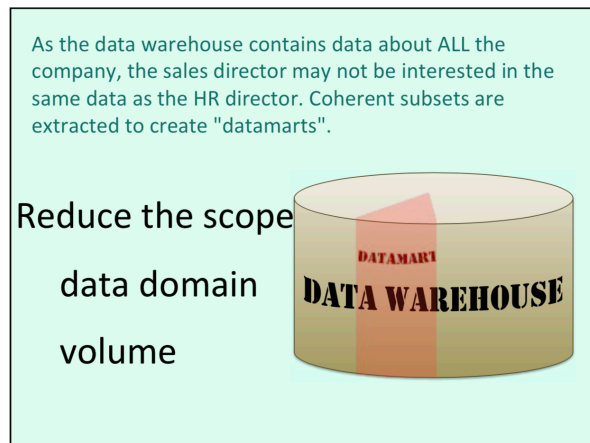 As the data warehouse contains data about ALL the
company, the sales director may not be interested in the
same data as the HR director. Coherent subsets are
extracted to create "datamarts".
Reduce the scope
data domain
volume
DATAMART
DATA WAREHOUSE